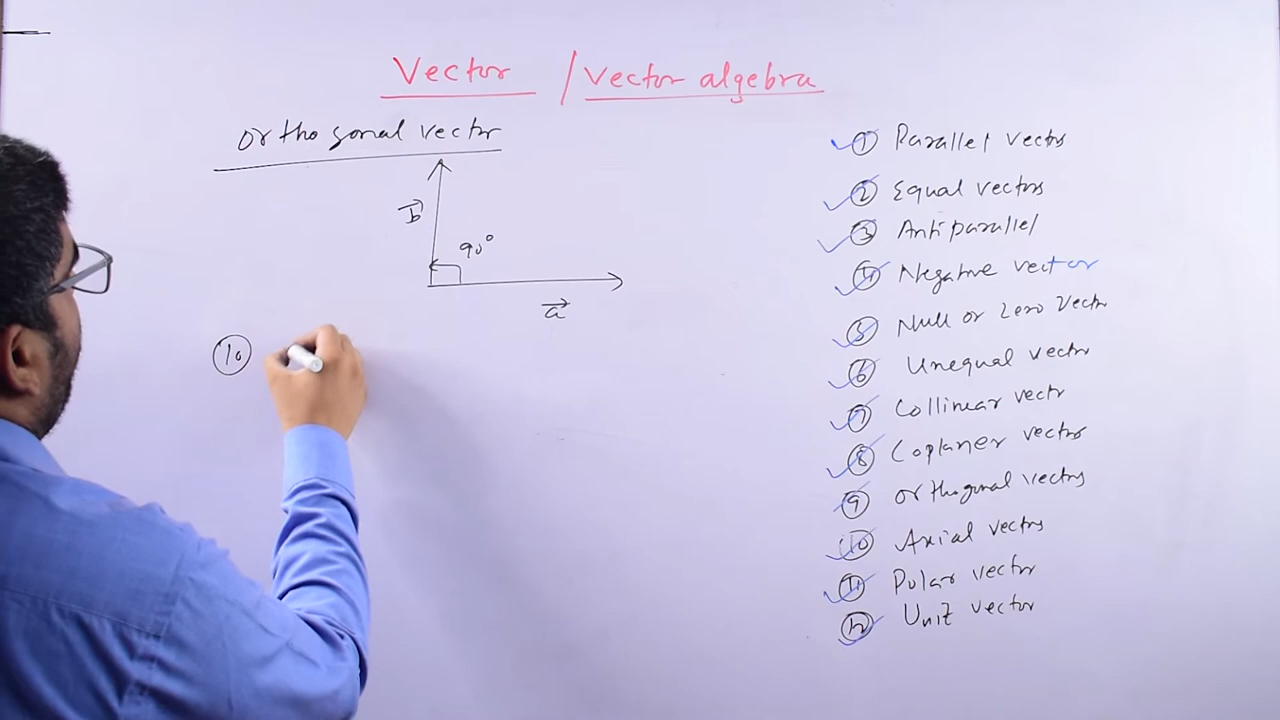 Vector / Vector algebra
orthogonal vector
b
90°
a
10
1 Parallel vectors
2 Equal vectors
3 Antiparallel
4 Negative vector
5 Null or Zero Vector
6 Unequal vector
7 Collinear vectr
8 Coplaner vectors
9 orthogonal vectors
10 Axial vectors
11 Polar vector
12 Unit vector